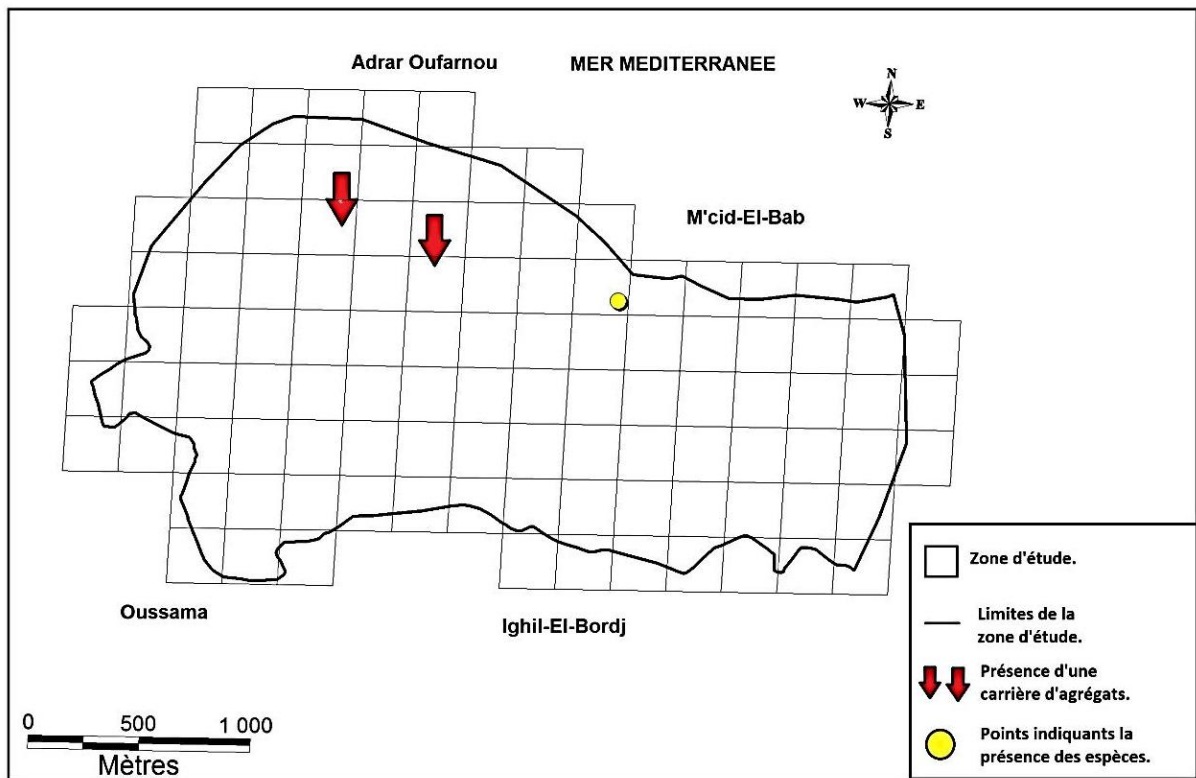 Adrar Oufarnou
MER MEDITERRANEE
N
W E
S
M'cid-El-Bab
Oussama
Ighil-El-Bordj
0 500 1 000
Mètres
Zone d'étude.
Limites de la
zone d'étude.
Présence d'une
carrière d'agrégats.
Points indiquants la
présence des espèces.